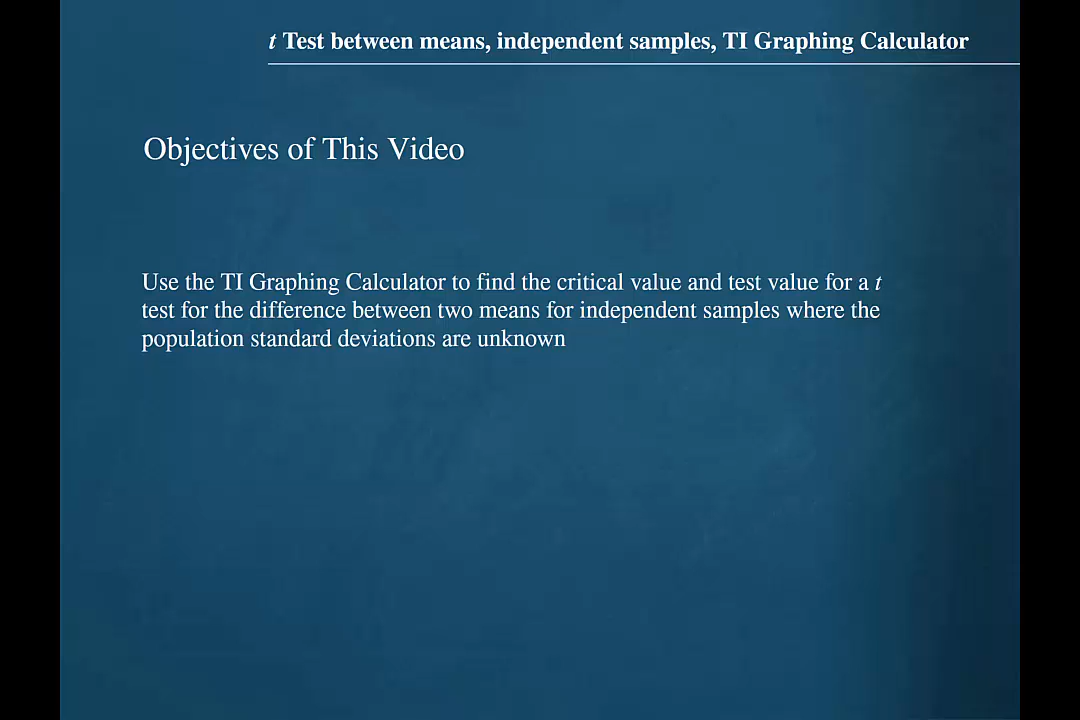 t Test between means, independent samples, TI Graphing Calculator
Objectives of This Video
Use the TI Graphing Calculator to find the critical value and test value for a t
test for the difference between two means for independent samples where the
population standard deviations are unknown